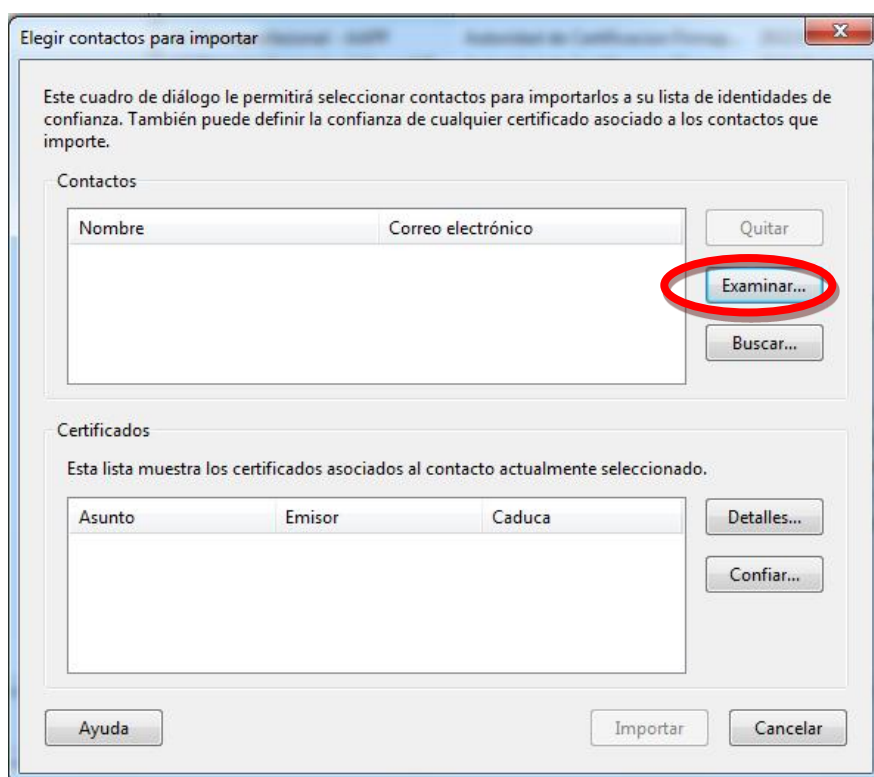 Elegir contactos para importar
Este cuadro de diálogo le permitirá seleccionar contactos para importarlos a su lista de identidades de
confianza. También puede definir la confianza de cualquier certificado asociado a los contactos que
importe.
Contactos
Nombre Correo electrónico
Quitar
Examinar...
Buscar...
Certificados
Esta lista muestra los certificados asociados al contacto actualmente seleccionado.
Asunto Emisor Caduca
Detalles...
Confiar...
Ayuda Importar Cancelar